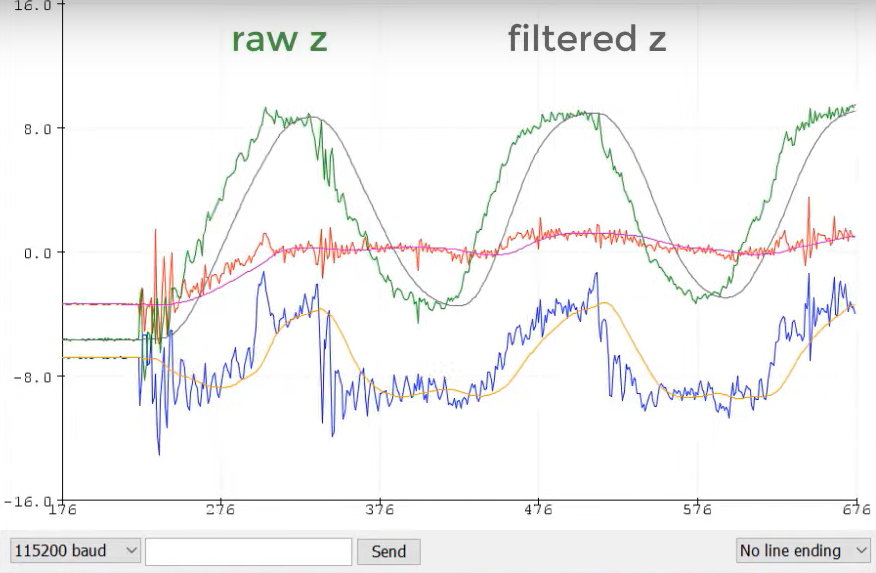 16.0
raw z
filtered z
8.0
0.0
-8.0
-16.0
176
276
376
476
576
676
115200 baud
Send
No line ending